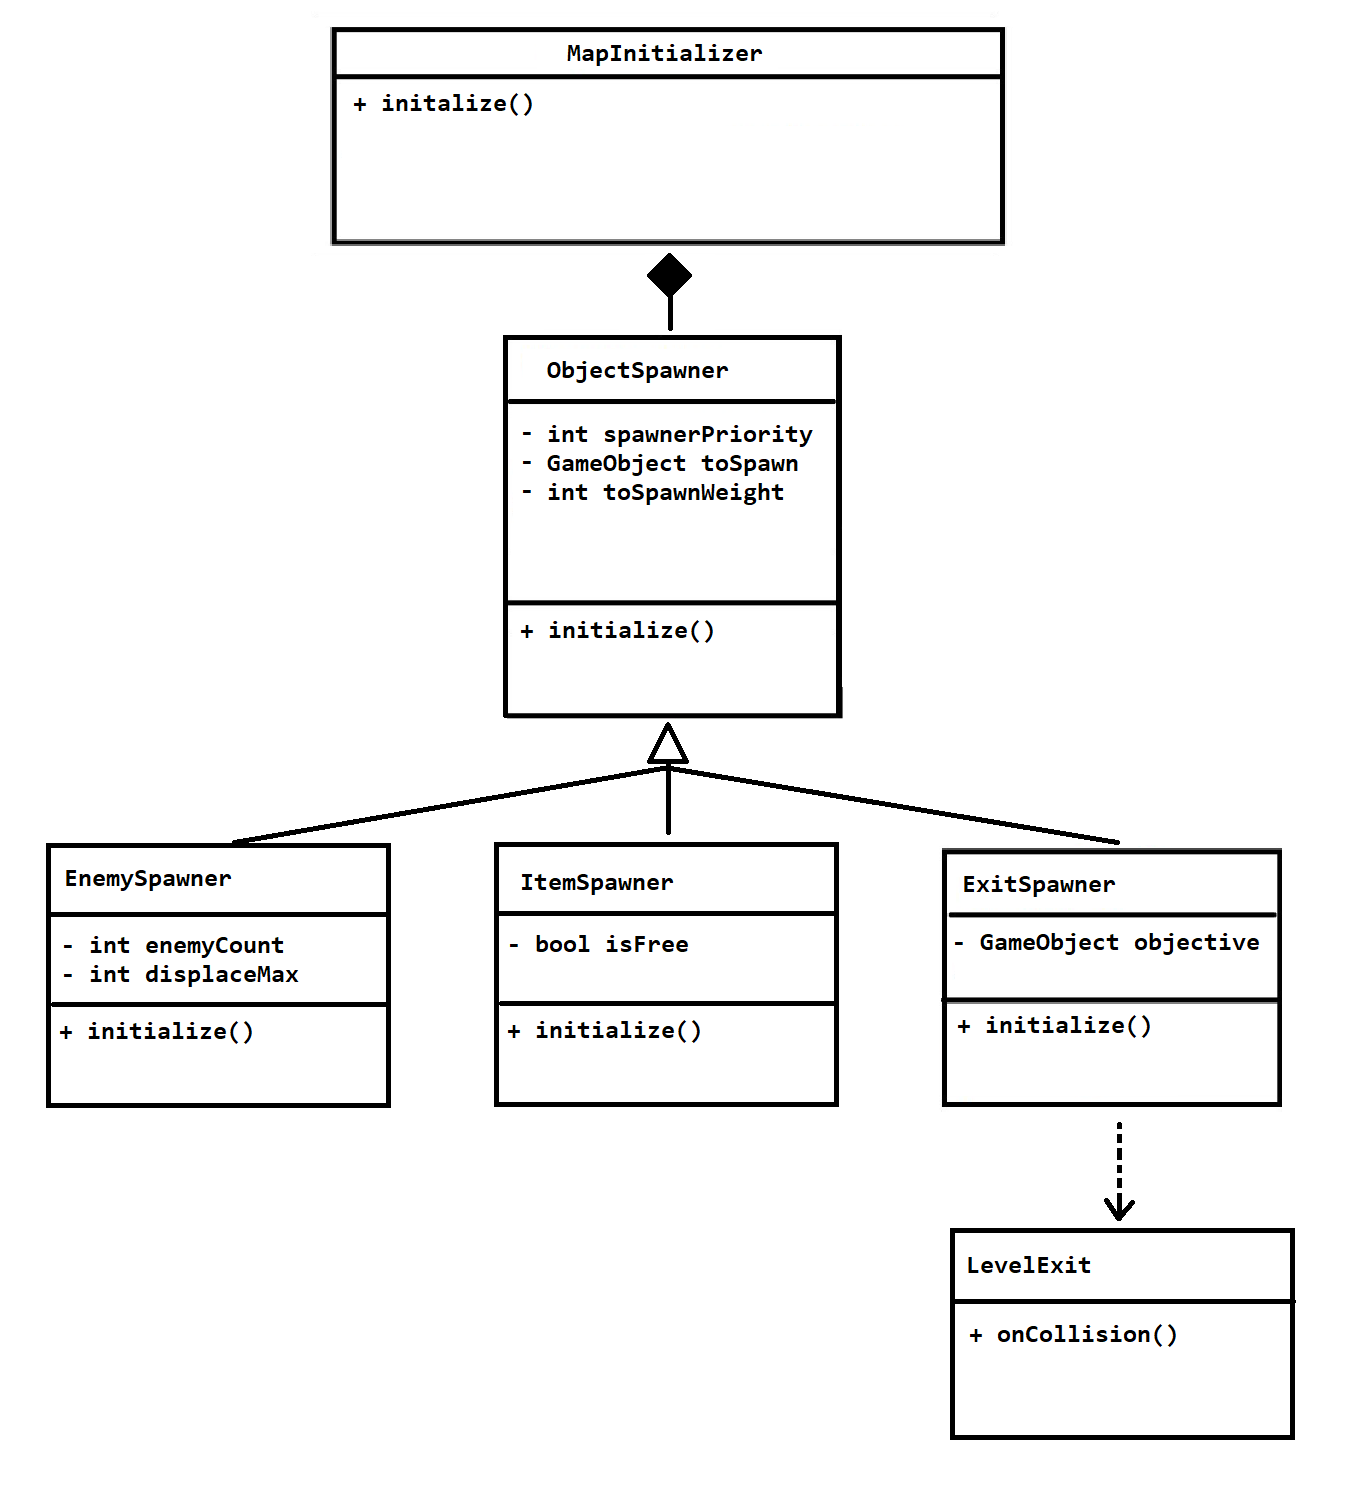 MapInitializer
+ initalize()
ObjectSpawner
- int spawnerPriority
- GameObject toSpawn
- int toSpawnWeight
+ initialize()
EnemySpawner
- int enemyCount
- int displaceMax
+ initialize()
ItemSpawner
- bool isFree
+ initialize()
ExitSpawner
- GameObject objective
+ initialize()
LevelExit
+ onCollision()